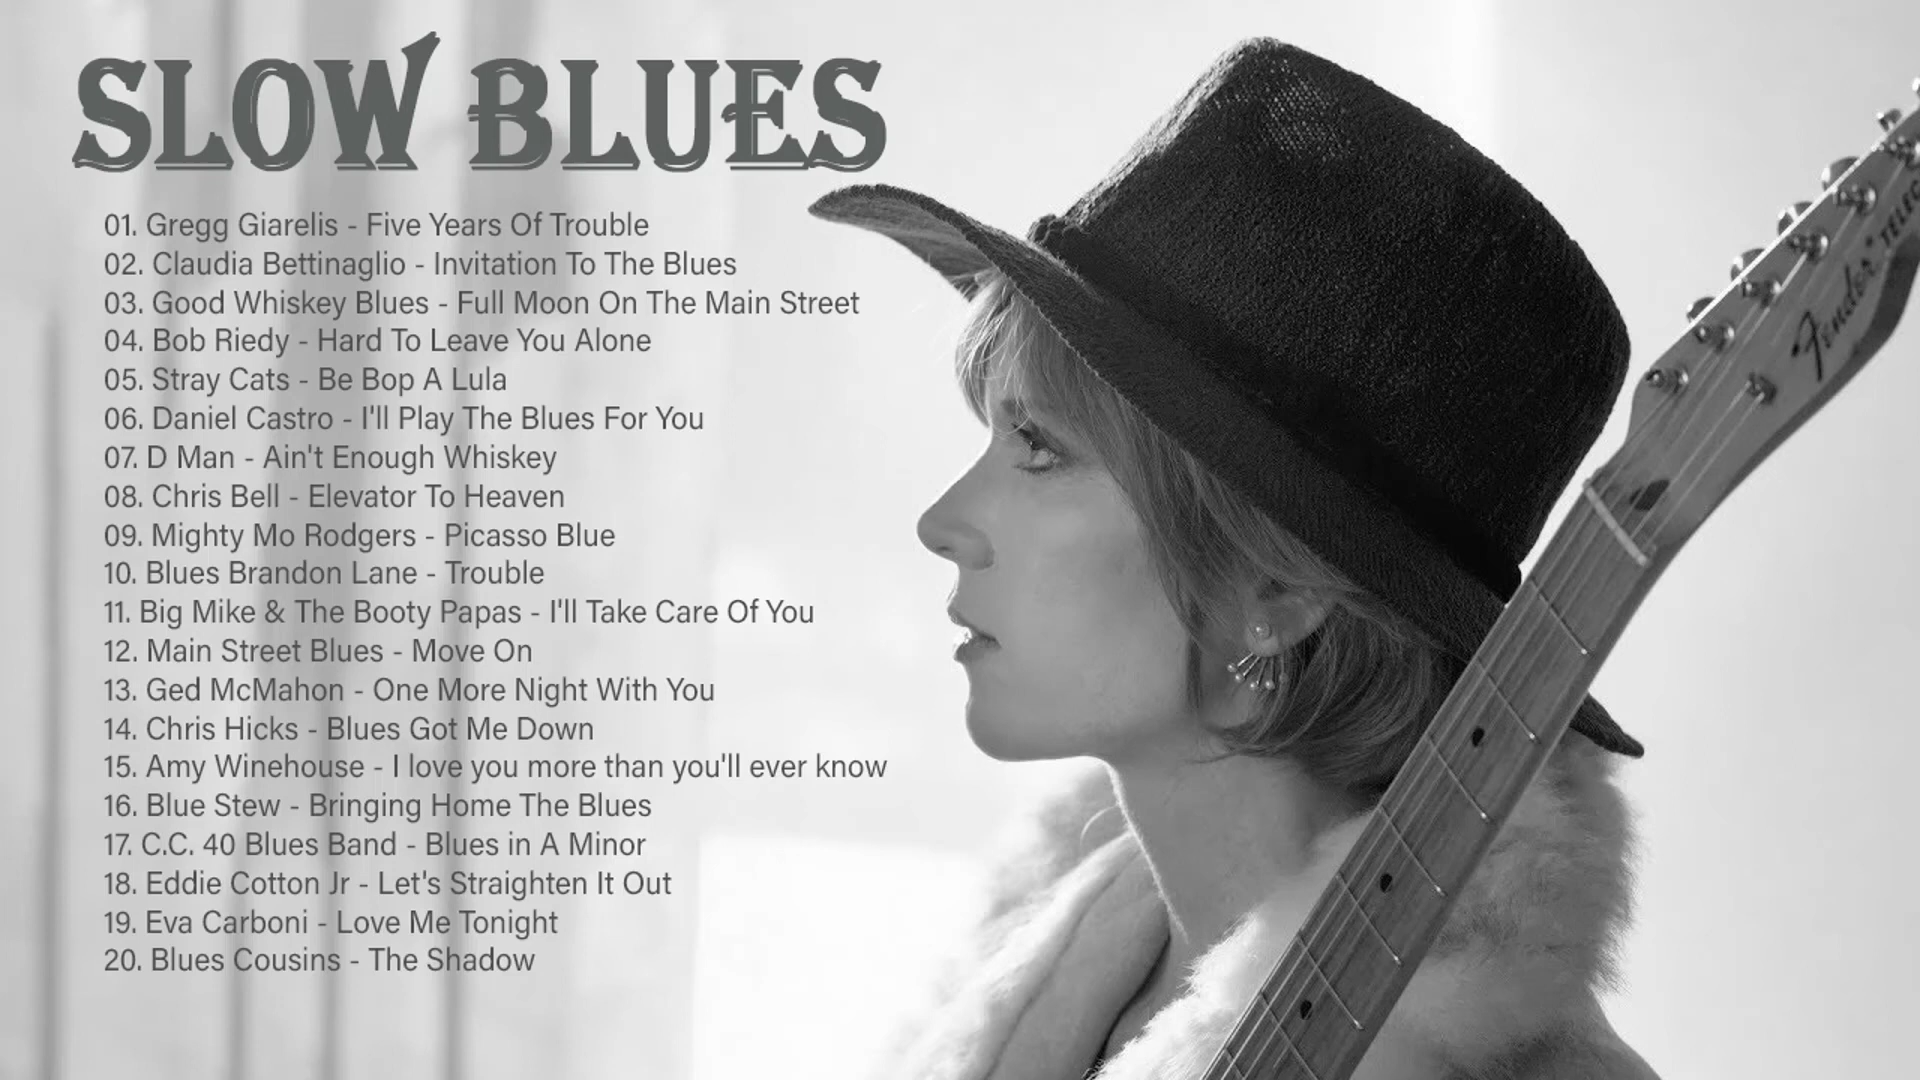 SLOW BLUES
01. Gregg Giarelis - Five Years Of Trouble
02. Claudia Bettinaglio - Invitation To The Blues
03. Good Whiskey Blues - Full Moon On The Main Street
04. Bob Riedy - Hard To Leave You Alone
05. Stray Cats - Be Bop A Lula
06. Daniel Castro - I'll Play The Blues For You
07. D Man - Ain't Enough Whiskey
08. Chris Bell - Elevator To Heaven
09. Mighty Mo Rodgers - Picasso Blue
10. Blues Brandon Lane - Trouble
11. Big Mike & The Booty Papas - I'll Take Care Of You
12. Main Street Blues - Move On
13. Ged McMahon - One More Night With You
14. Chris Hicks - Blues Got Me Down
15. Amy Winehouse - I love you more than you'll ever know
16. Blue Stew - Bringing Home The Blues
17. C.C. 40 Blues Band - Blues in A Minor
18. Eddie Cotton Jr - Let's Straighten It Out
19. Eva Carboni - Love Me Tonight
20. Blues Cousins - The Shadow
Fender